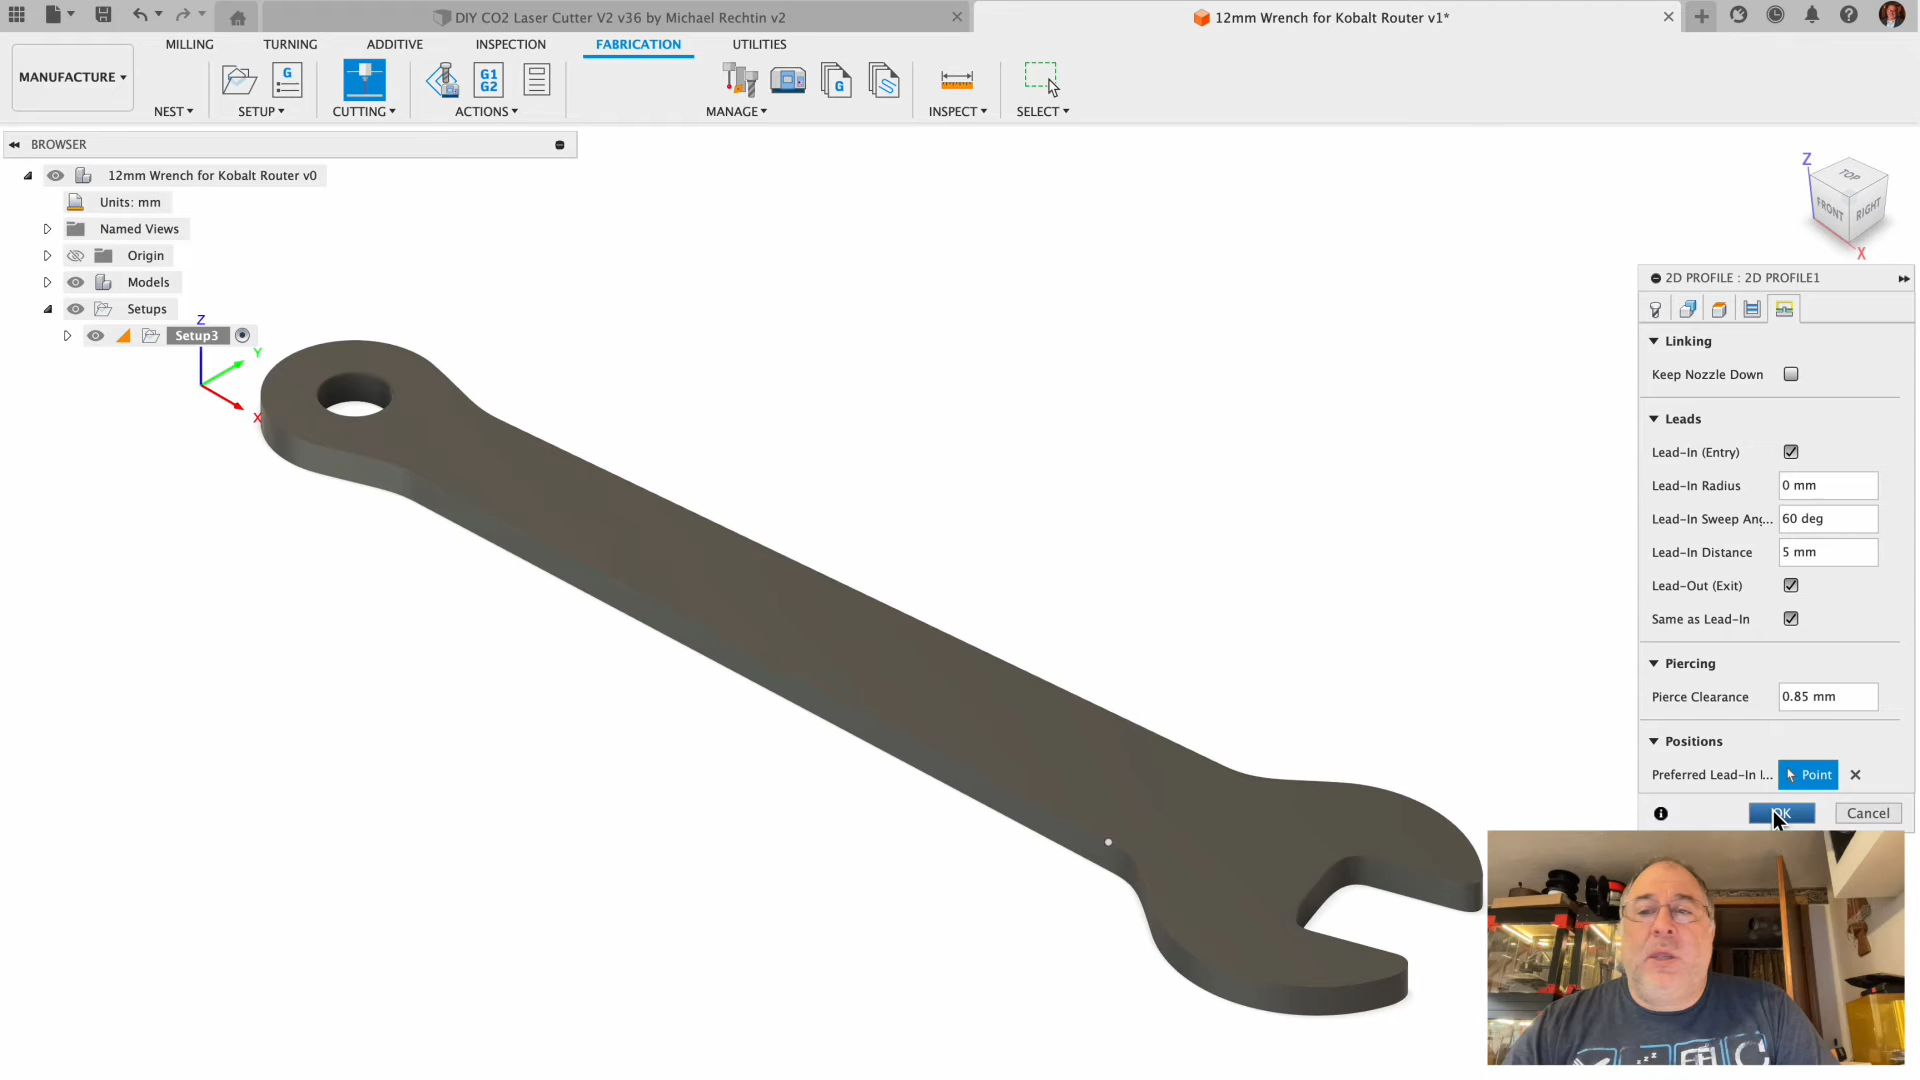 DIY CO2 Laser Cutter V2 v36 by Michael Rechtin v2
12mm Wrench for Kobalt Router v1*
MILLING TURNING ADDITIVE INSPECTION FABRICATION UTILITIES
MANUFACTURE
G G1 G2 G
NEST SETUP CUTTING ACTIONS MANAGE INSPECT SELECT
BROWSER
12mm Wrench for Kobalt Router v0
Units: mm
Named Views
Origin
Models
Setups
Setup3
Z
Y
X
Z
TOP
FRONT
RIGHT
X
2D PROFILE : 2D PROFILE1
Linking
Keep Nozzle Down
Leads
Lead-In (Entry)
Lead-In Radius 0 mm
Lead-In Sweep Ang... 60 deg
Lead-In Distance 5 mm
Lead-Out (Exit)
Same as Lead-In
Piercing
Pierce Clearance 0.85 mm
Positions
Preferred Lead-In I... Point
OK Cancel